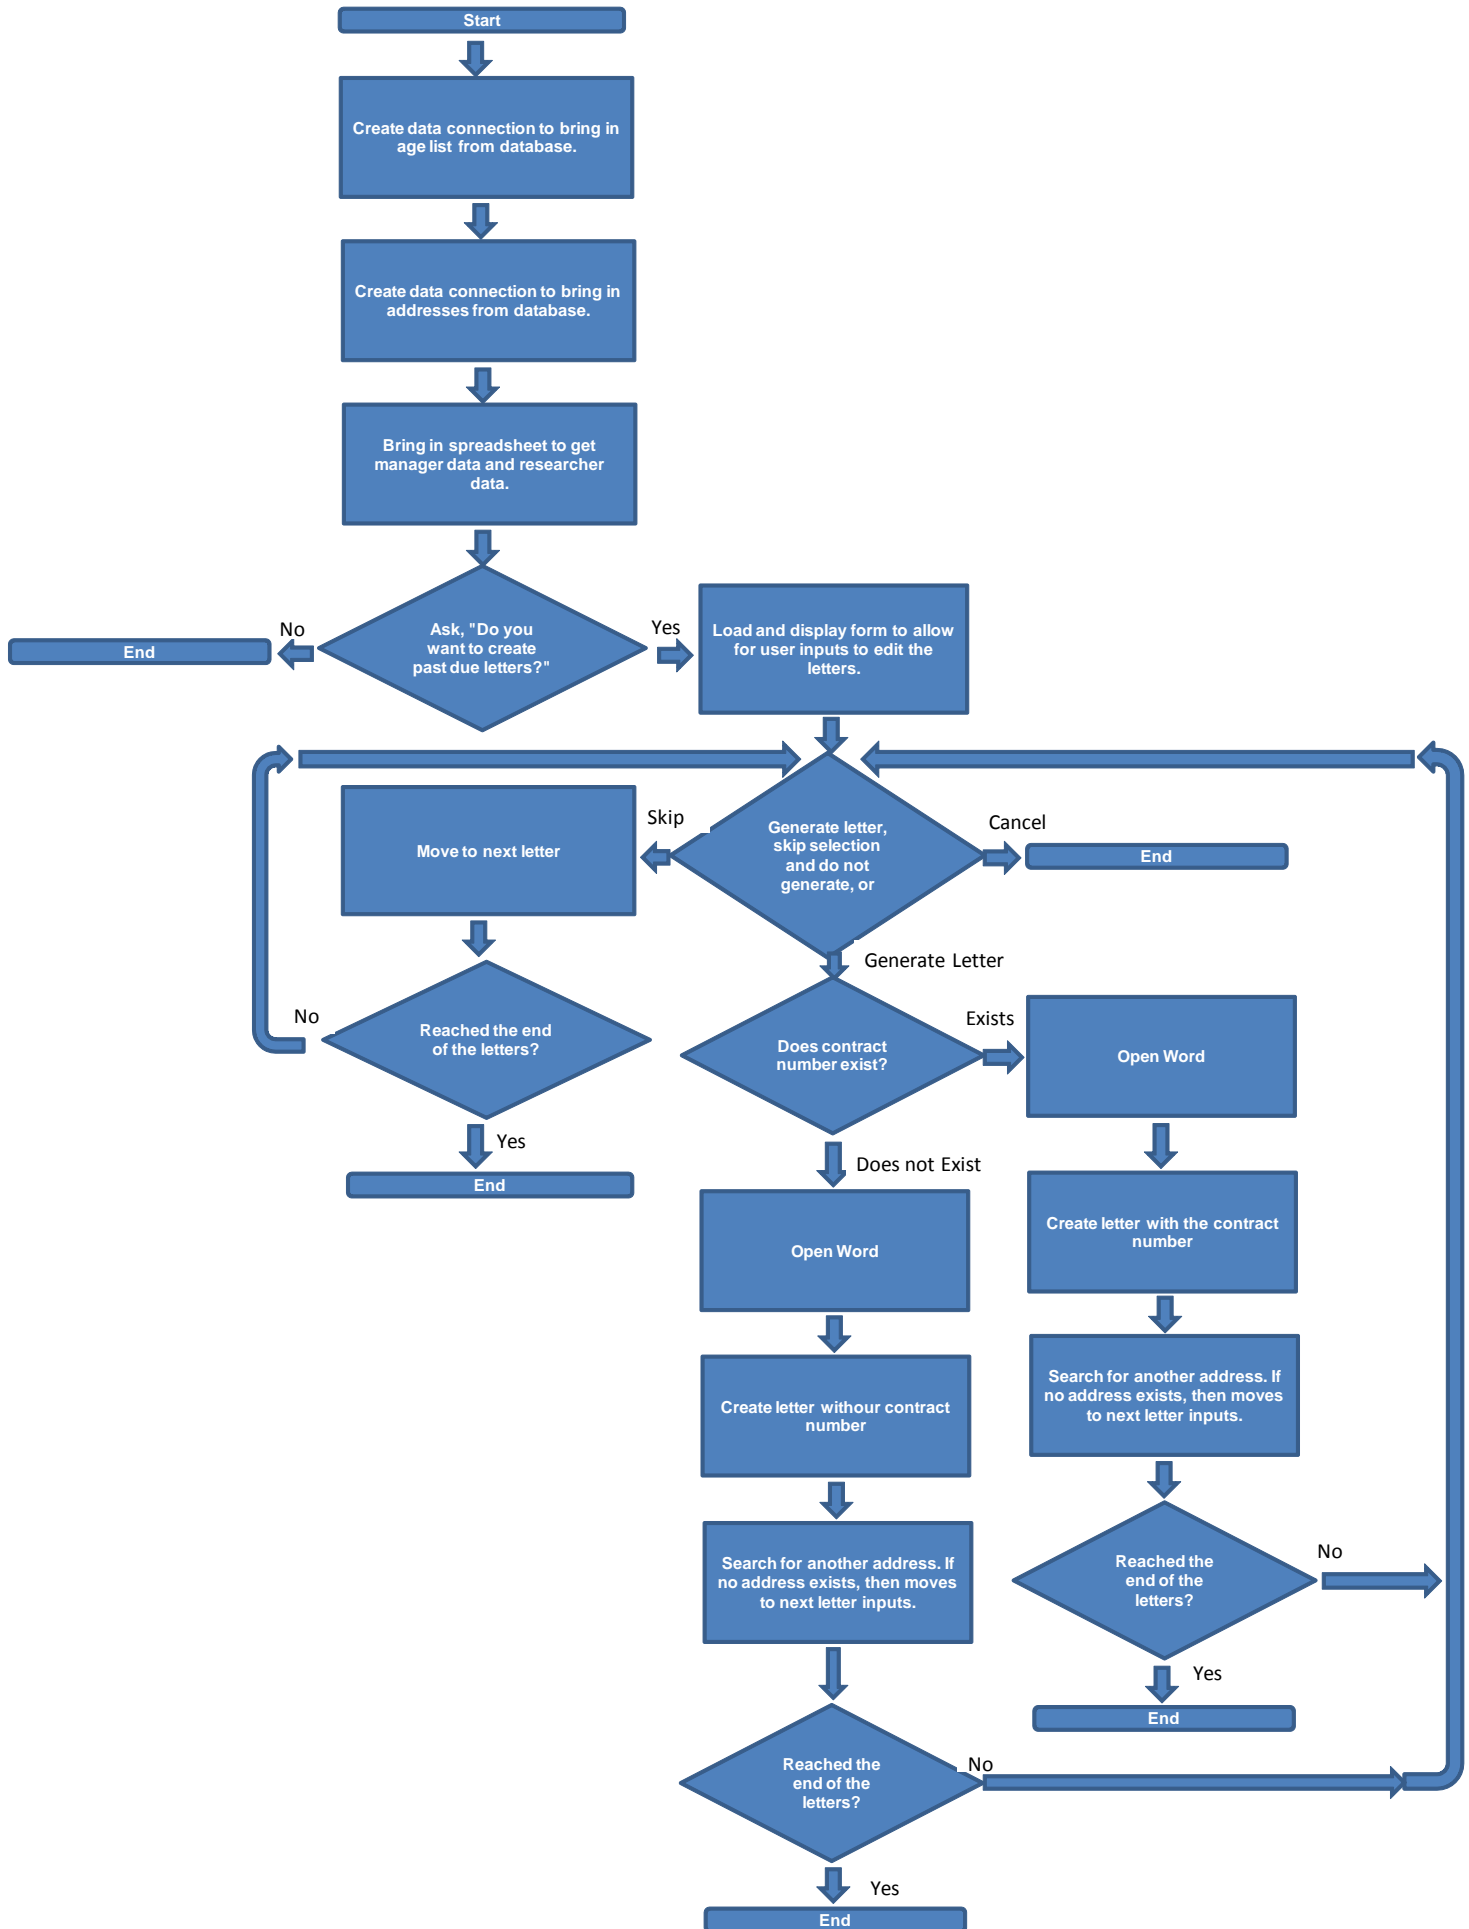 Start
Create data connection to bring in
age list from database.
Create data connection to bring in
addresses from database.
Bring in spreadsheet to get
manager data and researcher
data.
Ask, "Do you
want to create
past due letters?"
No
End
Yes
Load and display form to allow
for user inputs to edit the
letters.
Generate letter,
skip selection
and do not
generate, or
Skip
Move to next letter
Cancel
End
Reached the end
of the letters?
No
Yes
End
Generate Letter
Does contract
number exist?
Exists
Open Word
Create letter with the contract
number
Search for another address. If
no address exists, then moves
to next letter inputs.
Reached the
end of the
letters?
No
Yes
End
Does not Exist
Open Word
Create letter withour contract
number
Search for another address. If
no address exists, then moves
to next letter inputs.
Reached the
end of the
letters?
No
Yes
End